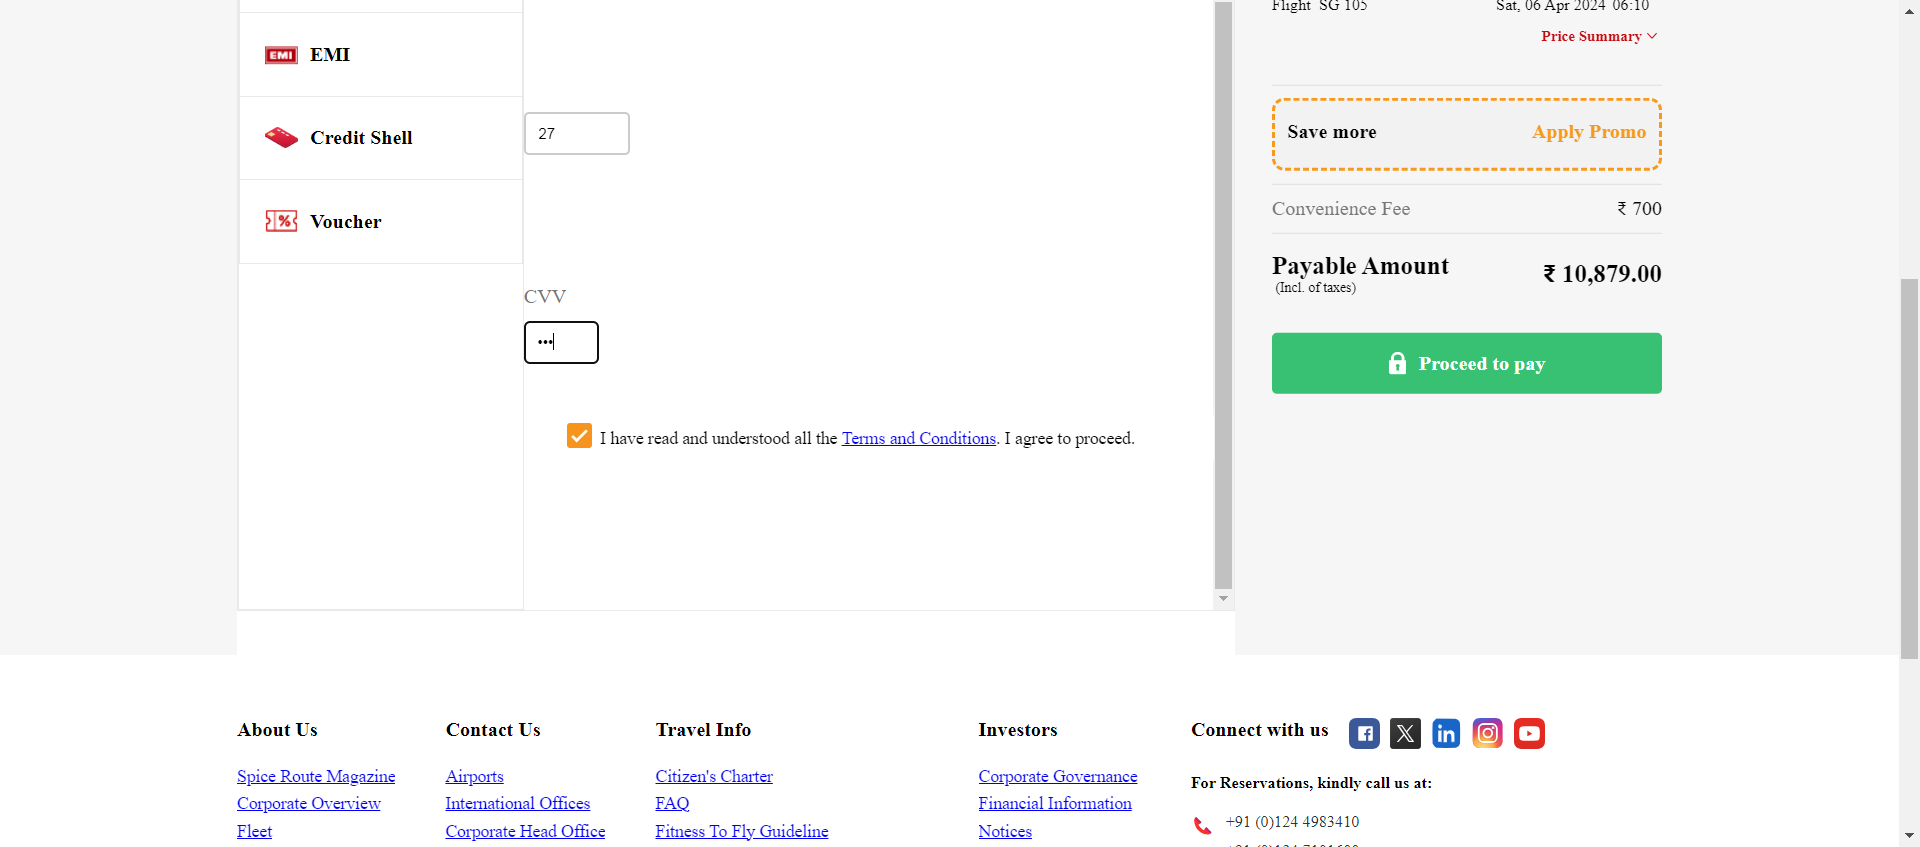 EMI
EMI
Credit Shell
Voucher
27
CVV
•••
I have read and understood all the Terms and Conditions. I agree to proceed.
Flight SG 105
Sat, 06 Apr 2024 06:10
Price Summary
Save more
Apply Promo
Convenience Fee
₹ 700
Payable Amount
₹ 10,879.00
(Incl. of taxes)
Proceed to pay
About Us
Spice Route Magazine
Corporate Overview
Fleet
Contact Us
Airports
International Offices
Corporate Head Office
Travel Info
Citizen's Charter
FAQ
Fitness To Fly Guideline
Investors
Corporate Governance
Financial Information
Notices
Connect with us
For Reservations, kindly call us at:
+91 (0)124 4983410